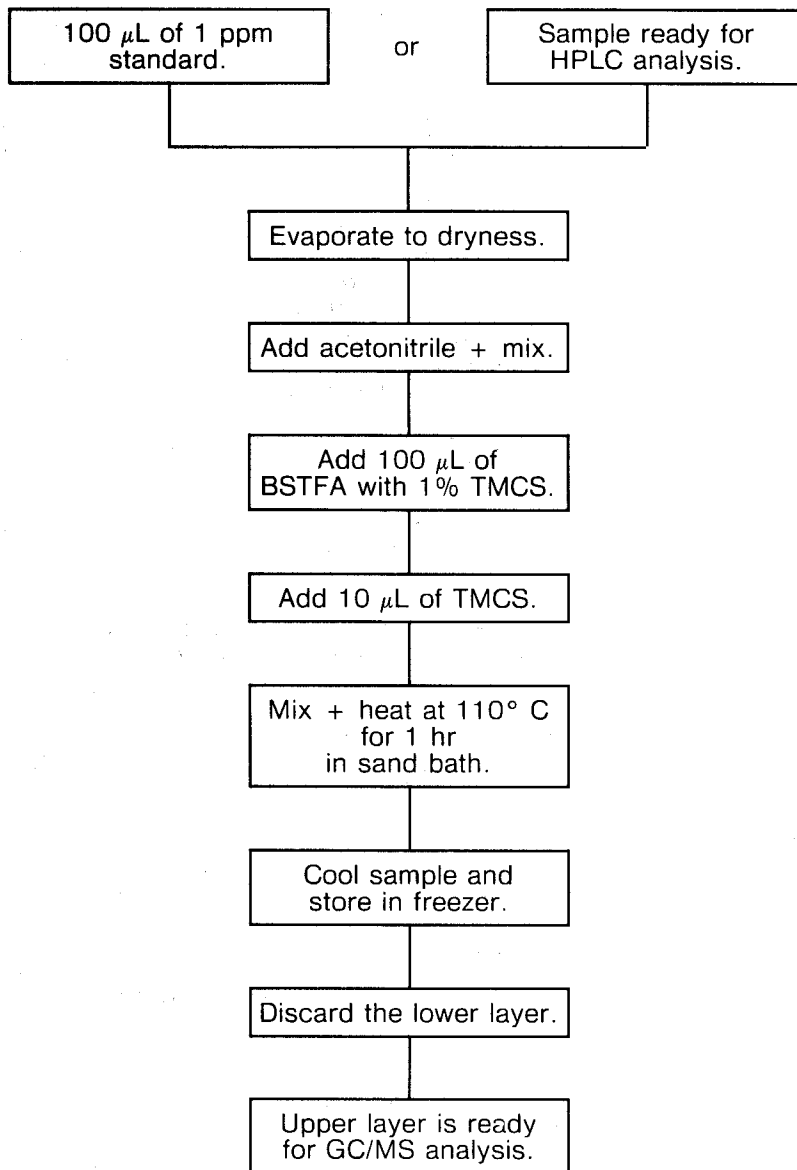 100 μL of 1 ppm
standard.
or
Sample ready for
HPLC analysis.
Evaporate to dryness.
Add acetonitrile + mix.
Add 100 μL of
BSTFA with 1% TMCS.
Add 10 μL of TMCS.
Mix + heat at 110° C
for 1 hr
in sand bath.
Cool sample and
store in freezer.
Discard the lower layer.
Upper layer is ready
for GC/MS analysis.